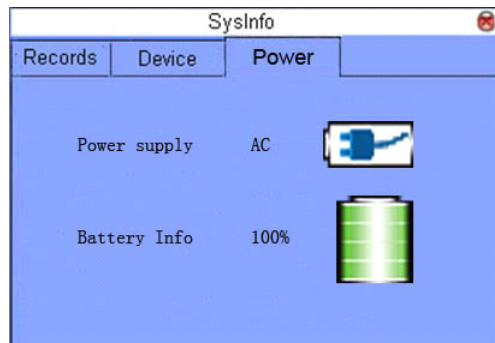 SysInfo
Records Device Power
Power supply AC
Battery Info 100%